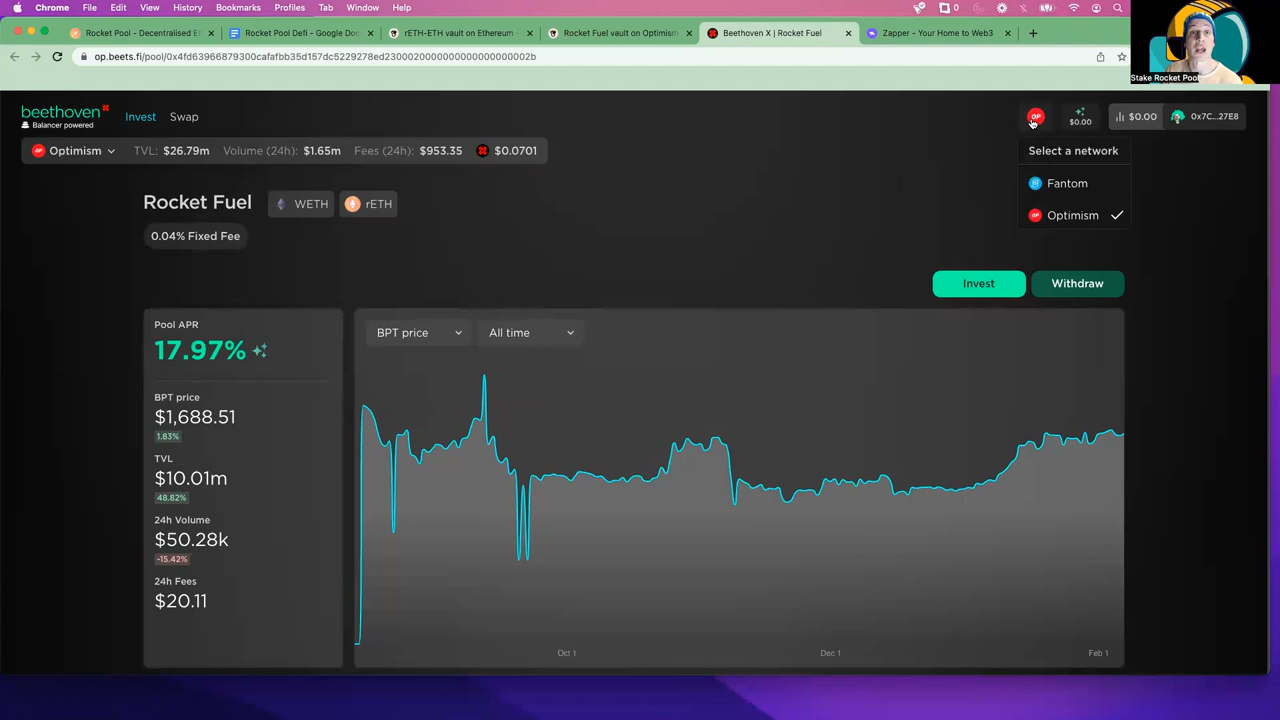 Chrome File Edit View History Bookmarks Profiles Tab Window Help
0
Rocket Pool - Decentralised Et
Rocket Pool Defi - Google Doc
rETH-ETH vault on Ethereum -
Rocket Fuel vault on Optimism
Beethoven X | Rocket Fuel
Zapper - Your Home to Web3
op.beets.fi/pool/0x4fd63966879300cafafbb35d157dc5229278ed2300020000000000000000002b
Stake Rocket Pool
beethoven
Balancer powered
Invest Swap
OP
$0.00
$0.00
0x7C...27E8
OP Optimism TVL: $26.79m Volume (24h): $1.65m Fees (24h): $953.35 $0.0701
Select a network
Fantom
OP Optimism
Rocket Fuel WETH rETH
0.04% Fixed Fee
Invest Withdraw
Pool APR
17.97%
BPT price
$1,688.51
1.83%
TVL
$10.01m
48.82%
24h Volume
$50.28k
-15.42%
24h Fees
$20.11
BPT price All time
Oct 1 Dec 1 Feb 1